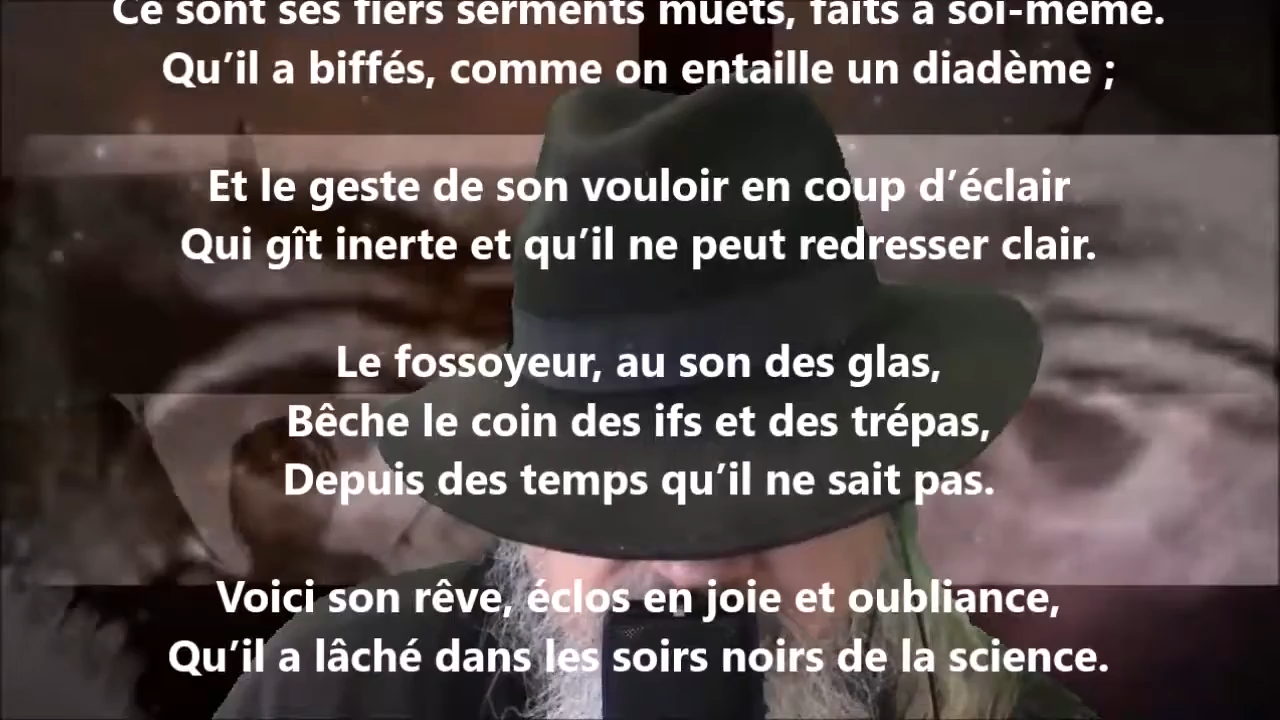 Ce sont ses fiers serments muets, faits à soi-même.
Qu’il a biffés, comme on entaille un diadème ;
Et le geste de son vouloir en coup d’éclair
Qui gît inerte et qu’il ne peut redresser clair.
Le fossoyeur, au son des glas,
Bêche le coin des ifs et des trépas,
Depuis des temps qu’il ne sait pas.
Voici son rêve, éclos en joie et oubliance,
Qu’il a lâché dans les soirs noirs de la science.